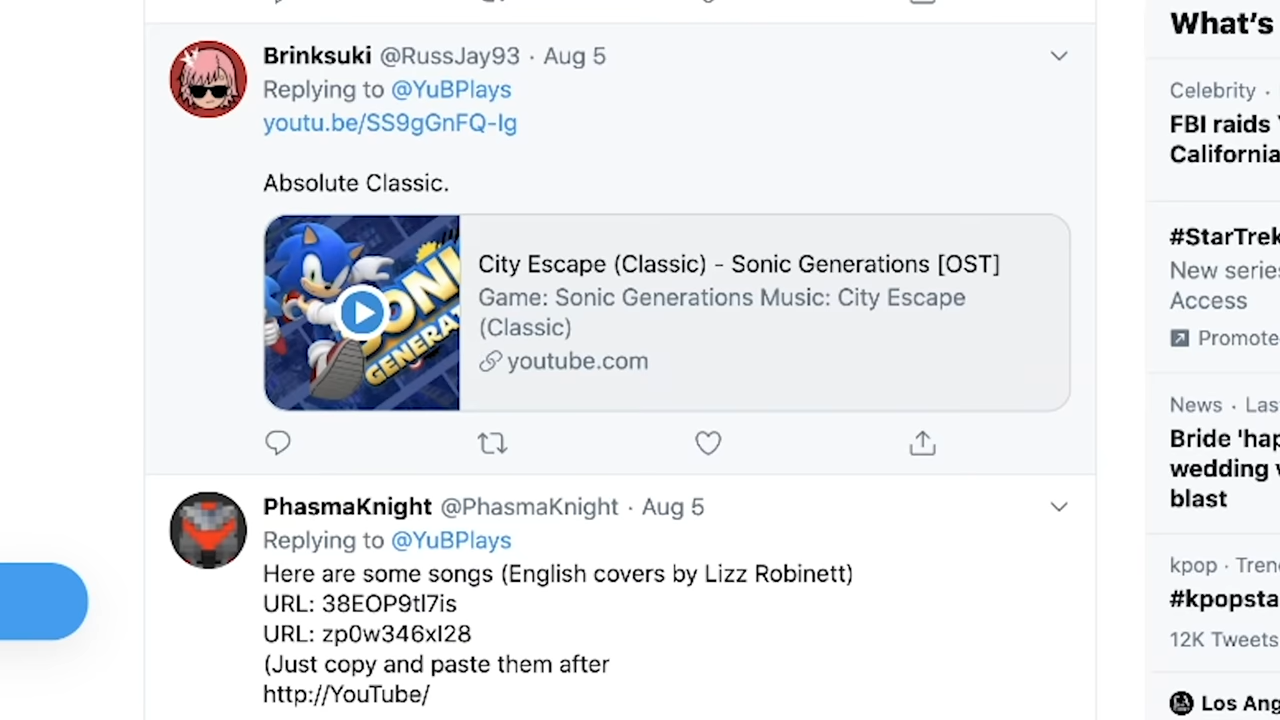 Brinksuki @RussJay93 · Aug 5
Replying to @YuBPlays
youtu.be/SS9gGnFQ-Ig
Absolute Classic.
SONIC
GENERAT
City Escape (Classic) - Sonic Generations [OST]
Game: Sonic Generations Music: City Escape
(Classic)
youtube.com
PhasmaKnight @PhasmaKnight · Aug 5
Replying to @YuBPlays
Here are some songs (English covers by Lizz Robinett)
URL: 38EOP9tl7is
URL: zp0w346xI28
(Just copy and paste them after
http://YouTube/
What's
Celebrity ·
FBI raids
California
#StarTrek
New series
Access
Promote
News · Las
Bride 'hap
wedding
blast
kpop · Tren
#kpopsta
12K Tweets
Los Ang